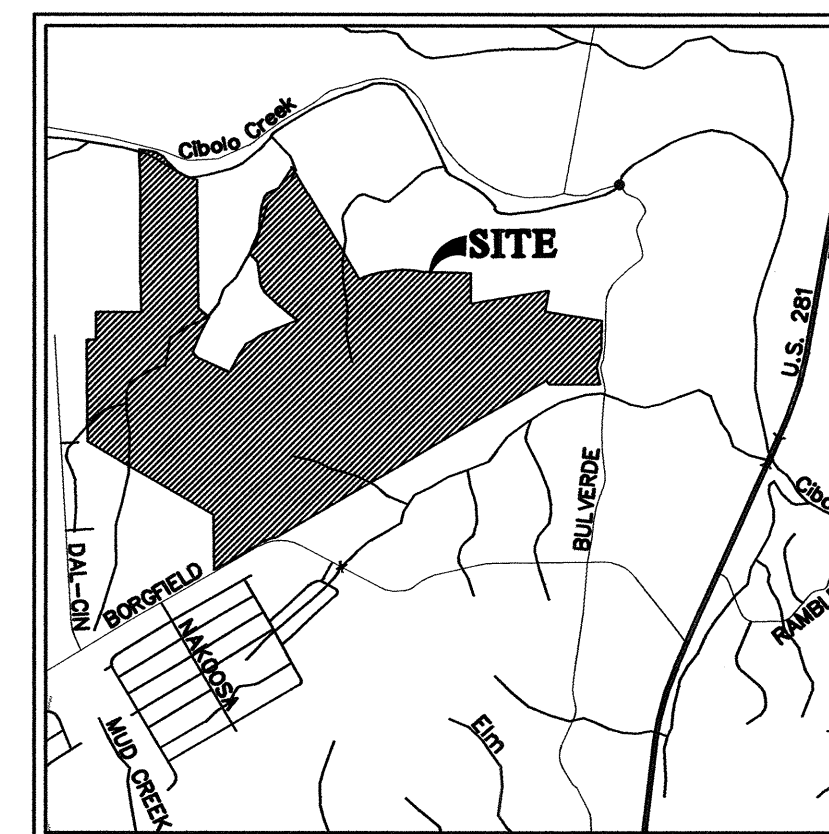 Cibolo Creek
SITE
U.S. 281
BULVERDE
DAL-CIN
BORGFIELD
NAKOOSA
MUD CREEK
Elm